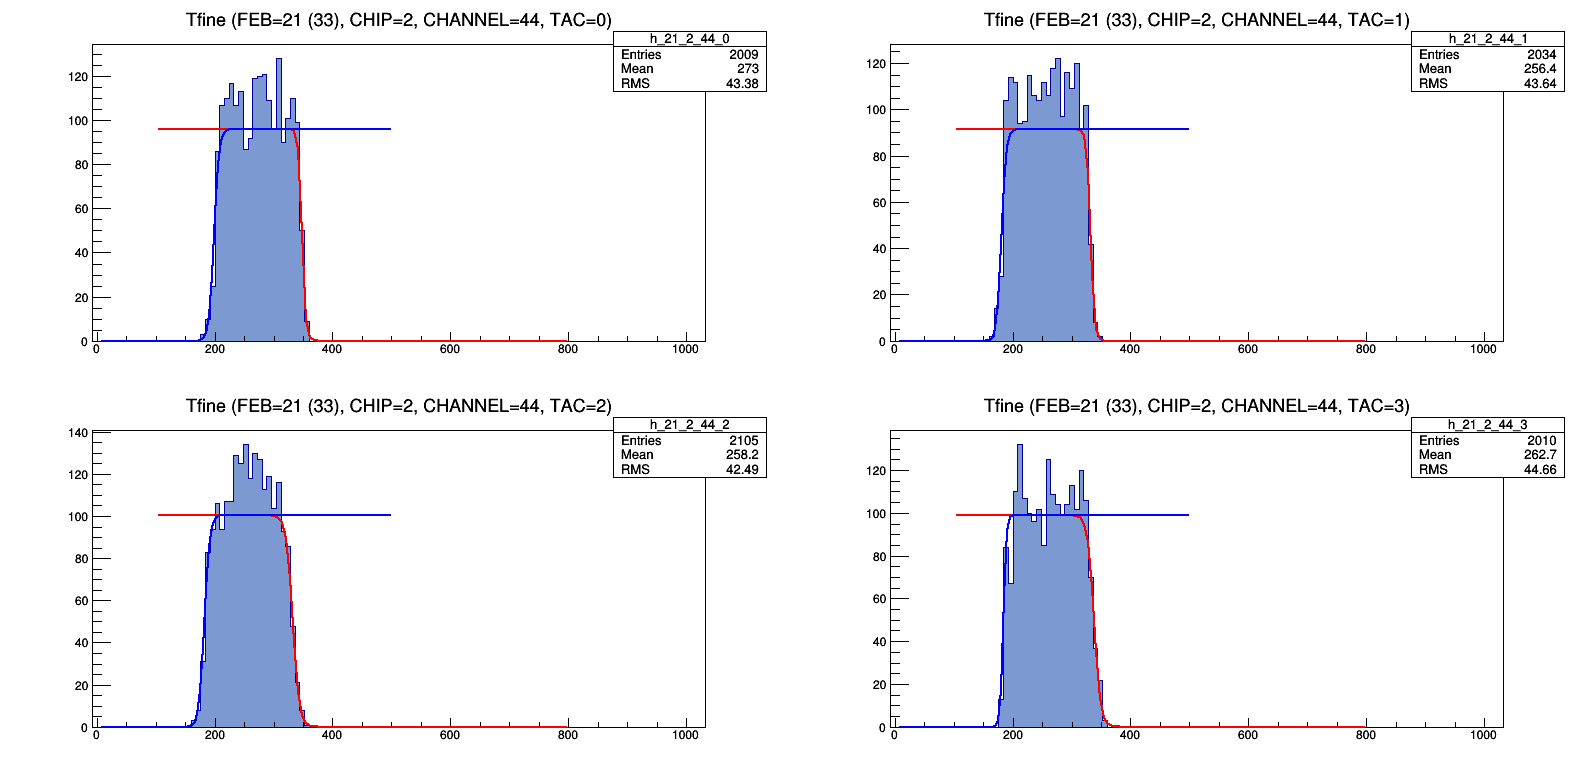 Tfine (FEB=21 (33), CHIP=2, CHANNEL=44, TAC=0)
h_21_2_44_0
Entries 2009
Mean 273
RMS 43.38
120
100
80
60
40
20
0
0 200 400 600 800 1000
Tfine (FEB=21 (33), CHIP=2, CHANNEL=44, TAC=1)
h_21_2_44_1
Entries 2034
Mean 256.4
RMS 43.64
120
100
80
60
40
20
0
0 200 400 600 800 1000
Tfine (FEB=21 (33), CHIP=2, CHANNEL=44, TAC=2)
h_21_2_44_2
Entries 2105
Mean 258.2
RMS 42.49
140
120
100
80
60
40
20
0
0 200 400 600 800 1000
Tfine (FEB=21 (33), CHIP=2, CHANNEL=44, TAC=3)
h_21_2_44_3
Entries 2010
Mean 262.7
RMS 44.66
120
100
80
60
40
20
0
0 200 400 600 800 1000